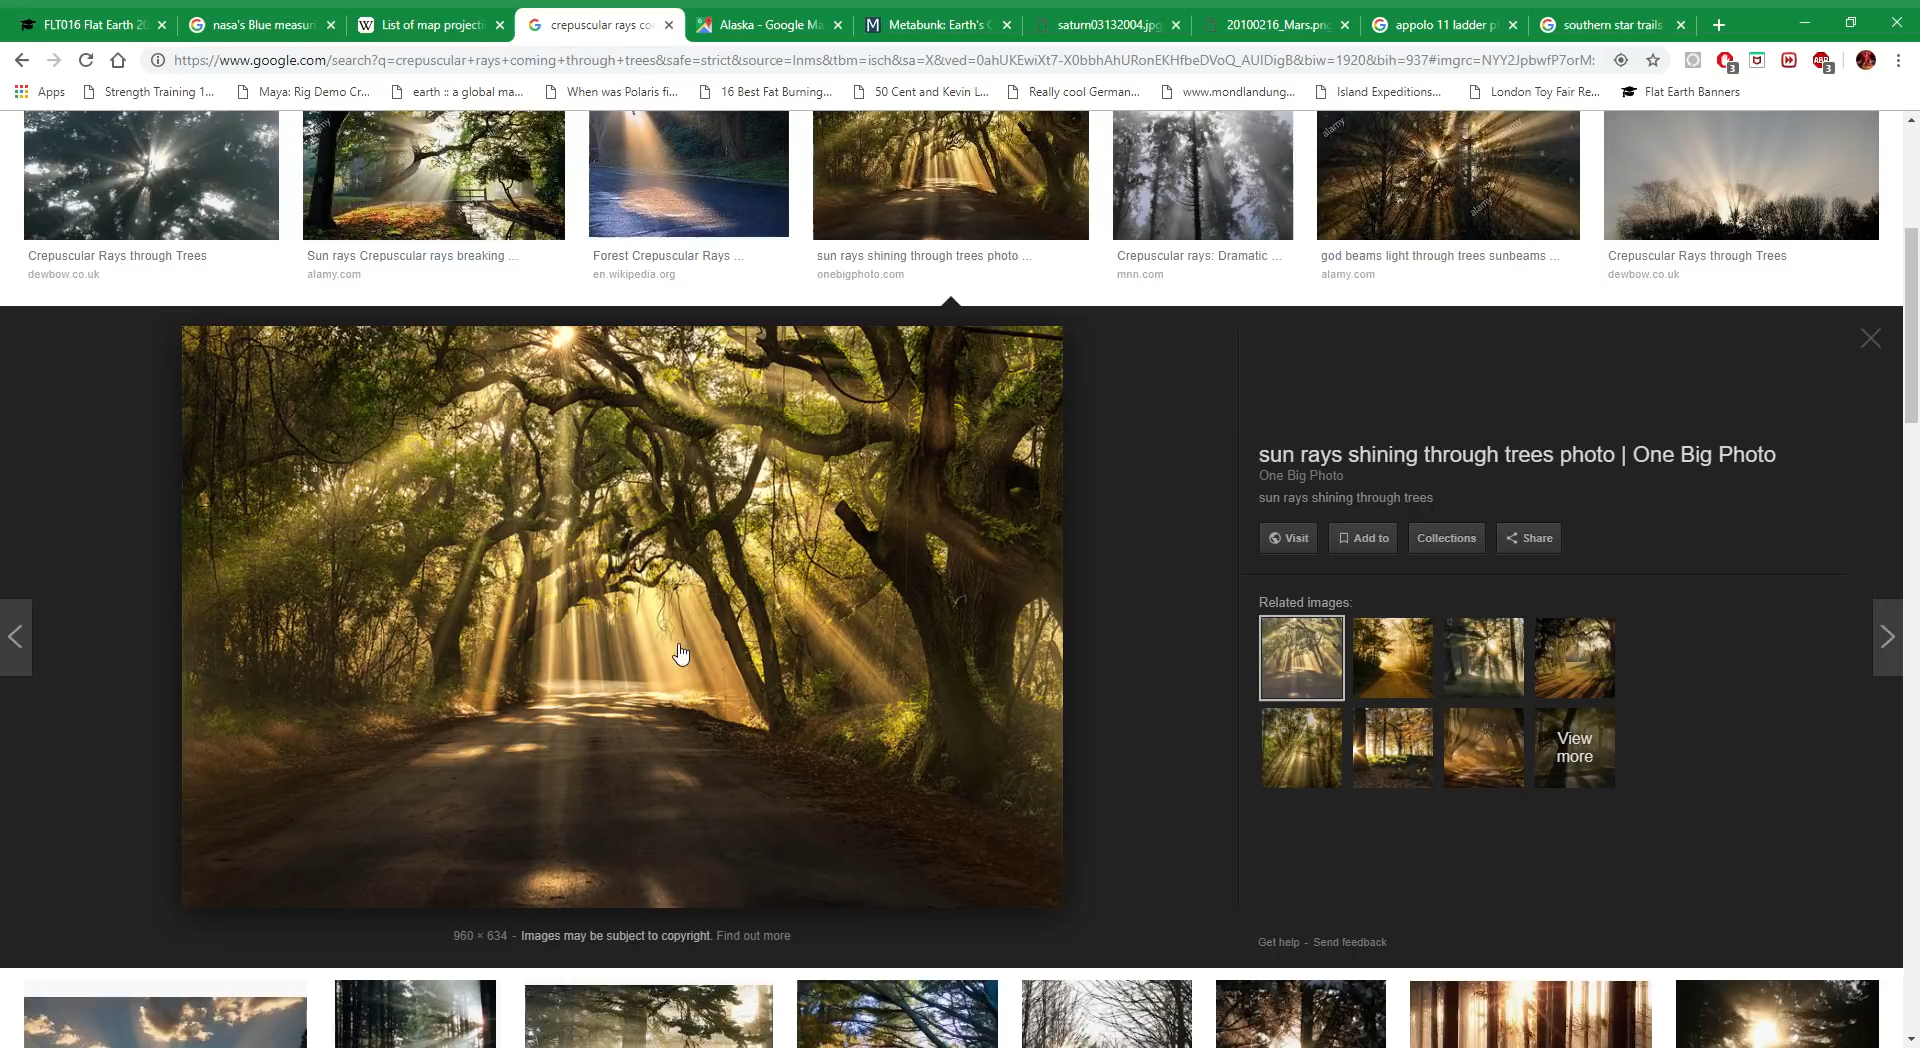 FLT016 Flat Earth 20
nasa's Blue measuri
List of map projecti
crepuscular rays co
Alaska - Google Ma
Metabunk: Earth's C
saturn03132004.jpg
20100216_Mars.png
appolo 11 ladder p
southern star trails
https://www.google.com/search?q=crepuscular+rays+coming+through+trees&safe=strict&source=lnms&tbm=isch&sa=X&ved=0ahUKEwiXt7-X0bbhAhURonEKHfbeDVoQ_AUIDigB&biw=1920&bih=937#imgrc=NYY2JpbwfP7orM:
3
ABP
3
Apps
Strength Training 1...
Maya: Rig Demo Cr...
earth :: a global ma...
When was Polaris fi...
16 Best Fat Burning...
50 Cent and Kevin L...
Really cool German...
www.mondlandung...
Island Expeditions...
London Toy Fair Re...
Flat Earth Banners
alamy
alamy
alamy
Crepuscular Rays through Trees
dewbow.co.uk
Sun rays Crepuscular rays breaking ...
alamy.com
Forest Crepuscular Rays ...
en.wikipedia.org
sun rays shining through trees photo ...
onebigphoto.com
Crepuscular rays: Dramatic ...
mnn.com
god beams light through trees sunbeams ...
alamy.com
Crepuscular Rays through Trees
dewbow.co.uk
sun rays shining through trees photo | One Big Photo
One Big Photo
sun rays shining through trees
Visit
Add to
Collections
Share
Related images:
View
more
960 × 634 - Images may be subject to copyright. Find out more
Get help - Send feedback